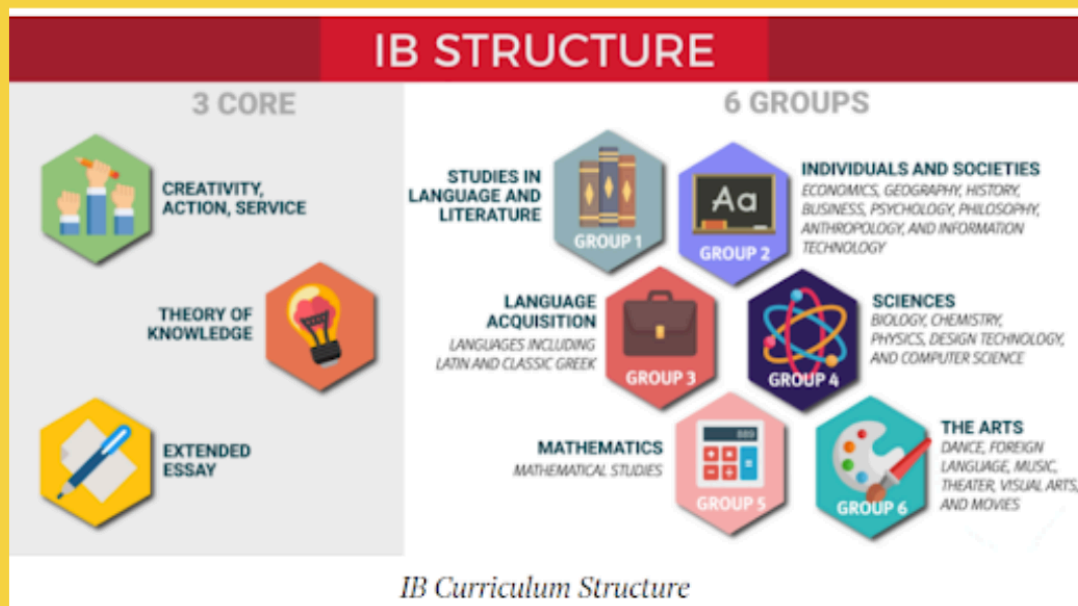 IB STRUCTURE
3 CORE
CREATIVITY,
ACTION, SERVICE
THEORY OF
KNOWLEDGE
EXTENDED
ESSAY
6 GROUPS
STUDIES IN
LANGUAGE AND
LITERATURE
GROUP 1
Aa
GROUP 2
INDIVIDUALS AND SOCIETIES
ECONOMICS, GEOGRAPHY, HISTORY,
BUSINESS, PSYCHOLOGY, PHILOSOPHY,
ANTHROPOLOGY, AND INFORMATION
TECHNOLOGY
LANGUAGE
ACQUISITION
LANGUAGES INCLUDING
LATIN AND CLASSIC GREEK
GROUP 3
GROUP 4
SCIENCES
BIOLOGY, CHEMISTRY,
PHYSICS, DESIGN TECHNOLOGY,
AND COMPUTER SCIENCE
MATHEMATICS
MATHEMATICAL STUDIES
GROUP 5
GROUP 6
THE ARTS
DANCE, FOREIGN
LANGUAGE, MUSIC,
THEATER, VISUAL ARTS,
AND MOVIES
IB Curriculum Structure